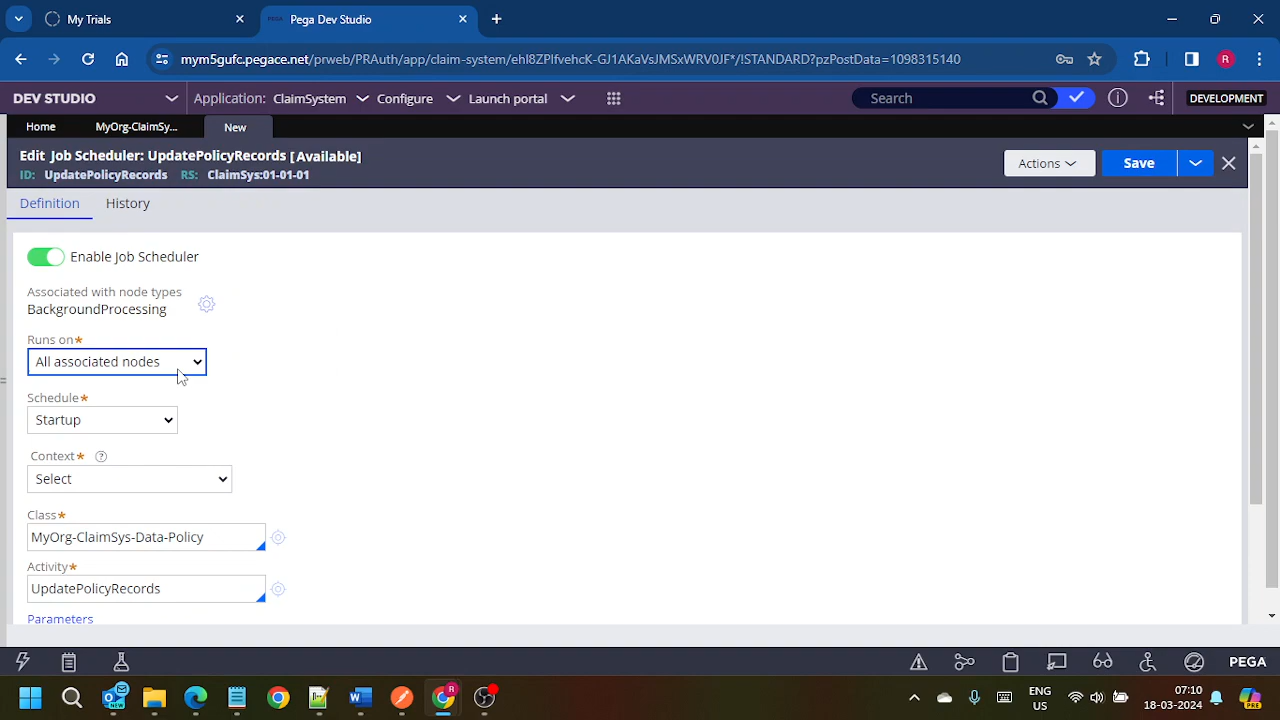 My Trials
PEGA Pega Dev Studio
mym5gufc.pegace.net/prweb/PRAuth/app/claim-system/ehI8ZPlfvehcK-GJ1AKaVsJMSxWRV0JF*/!STANDARD?pzPostData=1098315140
R
DEV STUDIO Application: ClaimSystem Configure Launch portal Search DEVELOPMENT
Home MyOrg-ClaimSy... New
Edit Job Scheduler: UpdatePolicyRecords [Available]
ID: UpdatePolicyRecords RS: ClaimSys:01-01-01
Actions Save
Definition History
Enable Job Scheduler
Associated with node types
BackgroundProcessing
Runs on*
All associated nodes
Schedule*
Startup
Context* ?
Select
Class*
MyOrg-ClaimSys-Data-Policy
Activity*
UpdatePolicyRecords
Parameters
PEGA
NEW
R
ENG
US
07:10
18-03-2024
PRE